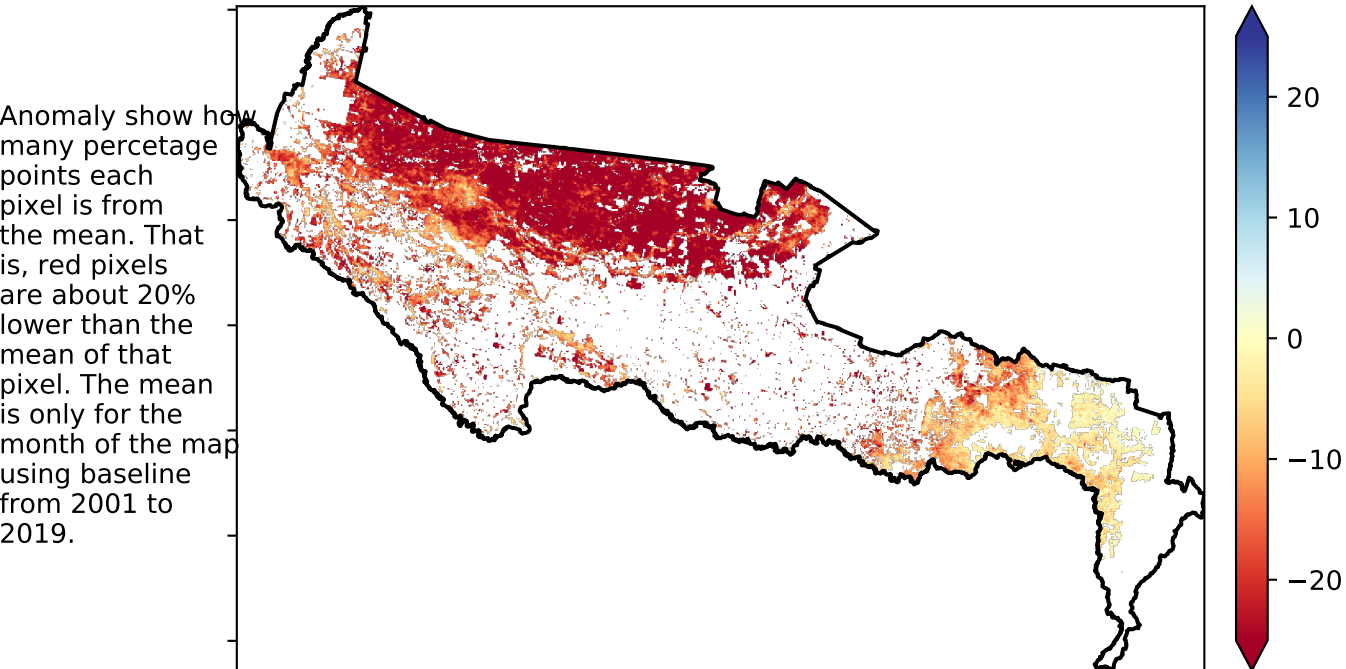 Anomaly show how
many percetage
points each
pixel is from
the mean. That
is, red pixels
are about 20%
lower than the
mean of that
pixel. The mean
is only for the
month of the map
using baseline
from 2001 to
2019.
20
10
0
−10
−20